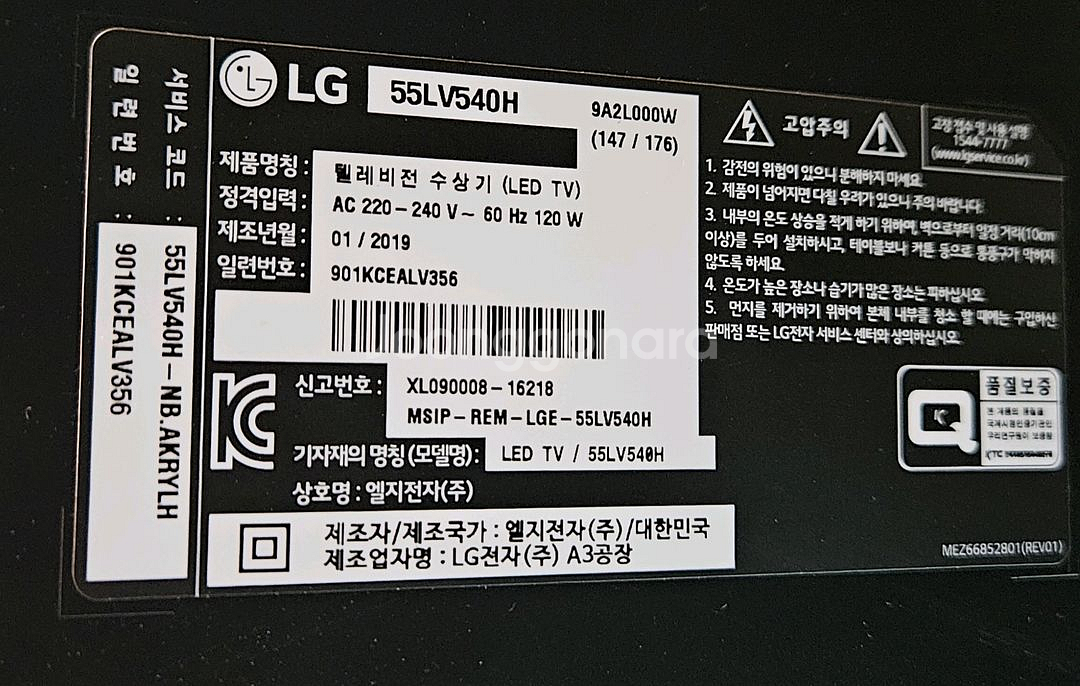 서비스 코드 : 55LV540H-NB.AKRYLH
일련번호 : 901KCEALV356
LG 55LV540H 9A2L000W
(147 / 176)
제품명칭 : 텔레비전 수상기 (LED TV)
정격입력 : AC 220-240 V~ 60 Hz 120 W
제조년월 : 01 / 2019
일련번호 : 901KCEALV356
joonggonara
신고번호 : XL090008-16218
MSIP-REM-LGE-55LV540H
기자재의 명칭(모델명) : LED TV / 55LV540H
상호명 : 엘지전자(주)
제조자/제조국가 : 엘지전자(주)/대한민국
제조업자명 : LG전자(주) A3공장
고압주의
고장 접수 및 사용 설명
1544-7777
(www.lgservice.co.kr)
1. 감전의 위험이 있으니 분해하지 마세요.
2. 제품이 넘어지면 다칠 우려가 있으니 주의 바랍니다.
3. 내부의 온도 상승을 적게 하기 위하여, 벽으로부터 일정 거리(10cm
이상)를 두어 설치하시고, 테이블보나 커튼 등으로 통풍구가 막히지
않도록 하세요.
4. 온도가 높은 장소나 습기가 많은 장소는 피하십시오.
5. 먼지를 제거하기 위하여 본체 내부를 청소 할 때에는 구입하신
판매점 또는 LG전자 서비스 센터와 상의하십시오.
품질보증
MEZ66852801(REV01)